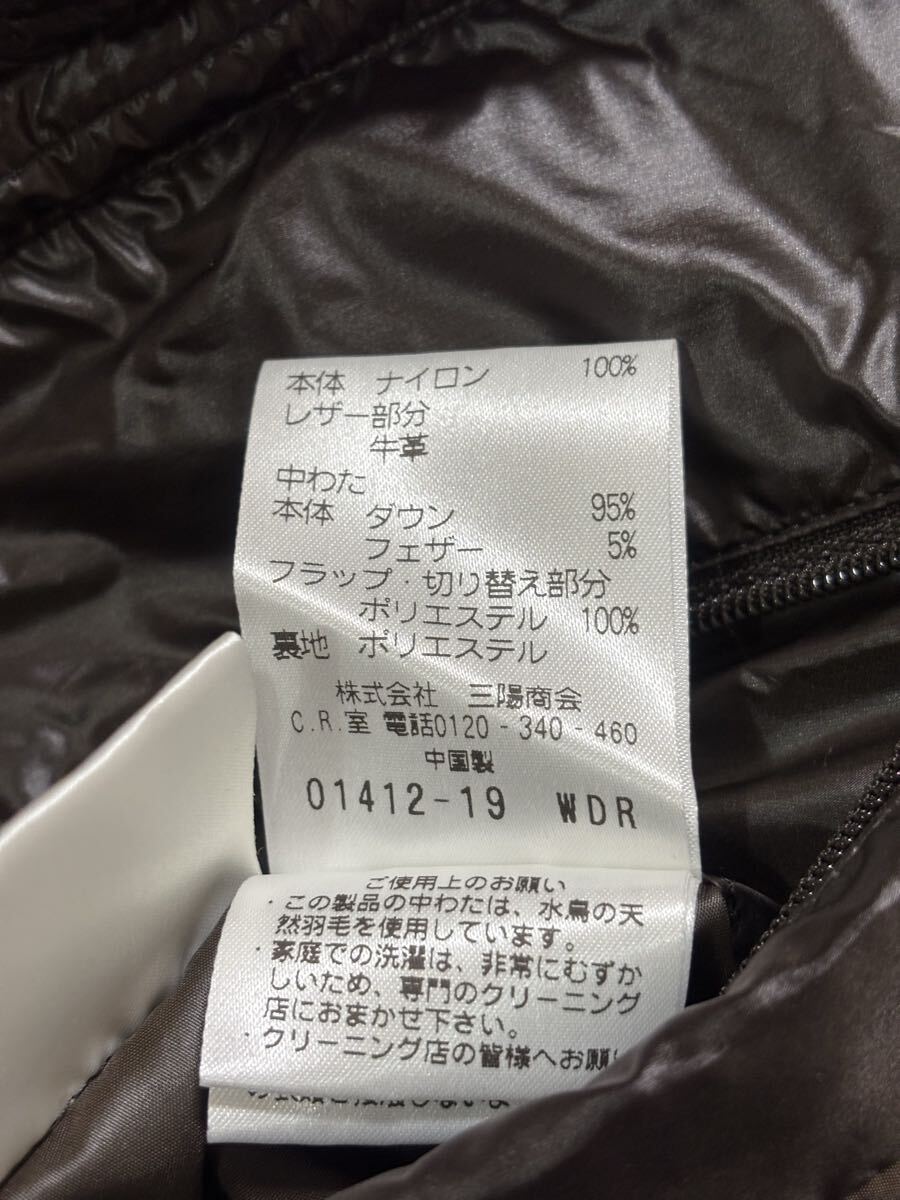 本体 ナイロン 100%
レザー部分
牛革
中わた
本体 ダウン 95%
フェザー 5%
フラップ・切り替え部分
ポリエステル 100%
裏地 ポリエステル
株式会社 三陽商会
C.R.室 電話0120-340-460
中国製
01412-19 WDR
ご使用上のお願い
・この製品の中わたは、水鳥の天
然羽毛を使用しています。
・家庭での洗濯は、非常にむずか
しいため、専門のクリーニング
店におまかせ下さい。
・クリーニング店の皆様へお願い